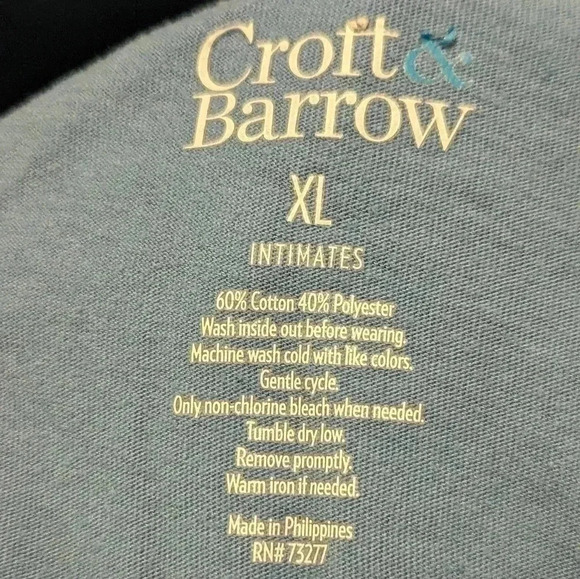 Croft &
Barrow
XL
INTIMATES
60% Cotton 40% Polyester
Wash inside out before wearing.
Machine wash cold with like colors.
Gentle cycle.
Only non-chlorine bleach when needed.
Tumble dry low.
Remove promptly.
Warm iron if needed.
Made in Philippines
RN# 73277